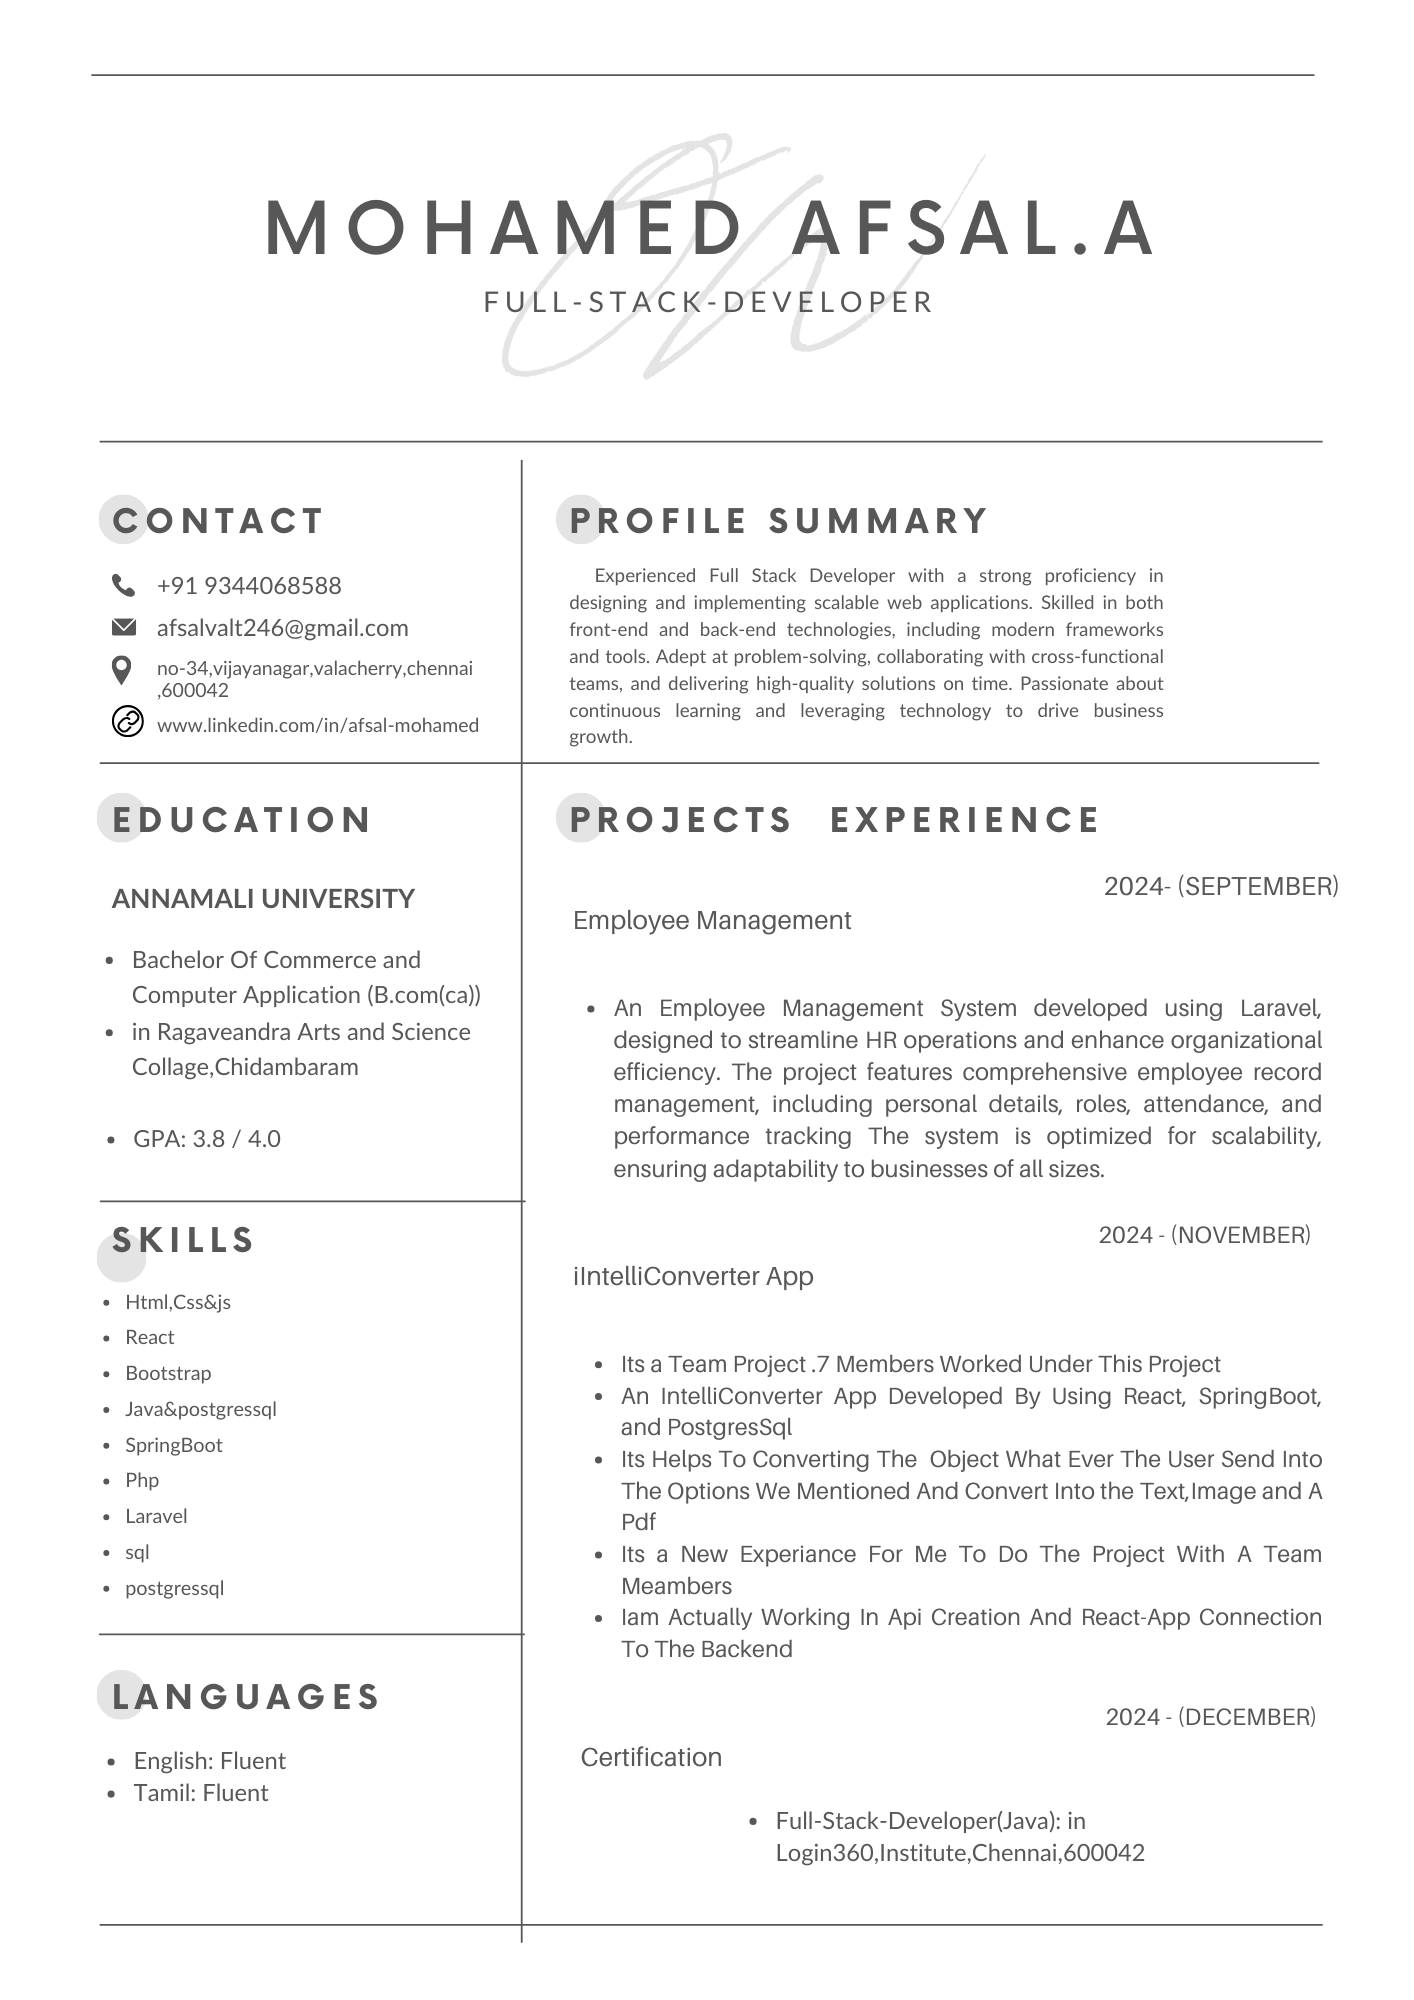 MOHAMED AFSAL.A
FULL-STACK-DEVELOPER
CONTACT
+91 9344068588
afsalvalt246@gmail.com
no-34,vijayanagar,valacherry,chennai
,600042
www.linkedin.com/in/afsal-mohamed
PROFILE SUMMARY
Experienced Full Stack Developer with a strong proficiency in
designing and implementing scalable web applications. Skilled in both
front-end and back-end technologies, including modern frameworks
and tools. Adept at problem-solving, collaborating with cross-functional
teams, and delivering high-quality solutions on time. Passionate about
continuous learning and leveraging technology to drive business
growth.
EDUCATION
ANNAMALI UNIVERSITY
• Bachelor Of Commerce and
Computer Application (B.com(ca))
• in Ragaveandra Arts and Science
Collage,Chidambaram
• GPA: 3.8 / 4.0
SKILLS
• Html,Css&js
• React
• Bootstrap
• Java&postgressql
• SpringBoot
• Php
• Laravel
• sql
• postgressql
LANGUAGES
• English: Fluent
• Tamil: Fluent
PROJECTS EXPERIENCE
2024- (SEPTEMBER)
Employee Management
• An Employee Management System developed using Laravel,
designed to streamline HR operations and enhance organizational
efficiency. The project features comprehensive employee record
management, including personal details, roles, attendance, and
performance tracking The system is optimized for scalability,
ensuring adaptability to businesses of all sizes.
2024 - (NOVEMBER)
iIntelliConverter App
• Its a Team Project .7 Members Worked Under This Project
• An IntelliConverter App Developed By Using React, SpringBoot,
and PostgresSql
• Its Helps To Converting The Object What Ever The User Send Into
The Options We Mentioned And Convert Into the Text,Image and A
Pdf
• Its a New Experiance For Me To Do The Project With A Team
Meambers
• Iam Actually Working In Api Creation And React-App Connection
To The Backend
2024 - (DECEMBER)
Certification
• Full-Stack-Developer(Java): in
Login360,Institute,Chennai,600042